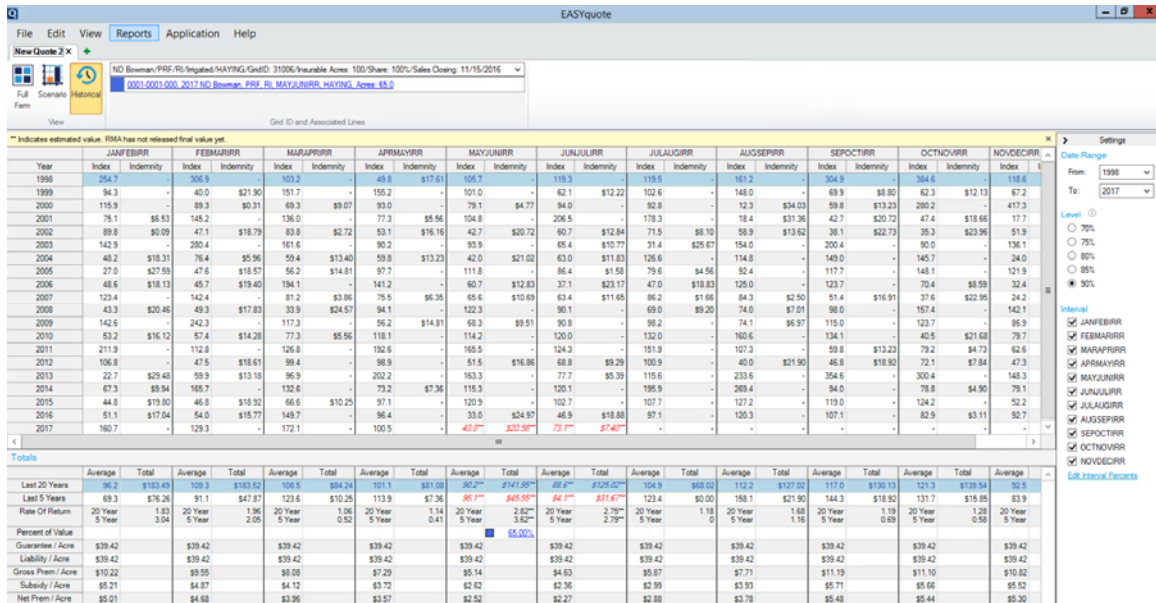 EASYquote
File Edit View Reports Application Help
New Quote 2 X
ND Bowman/PRF/RI/Irrigated/HAYING/GridID: 31006/Insurable Acres: 100/Share: 100%/Sales Closing: 11/15/2016
0001-0001-000, 2017 ND Bowman, PRF, RI, MAYJUNIRR, HAYING, Acres: 65.0
Full Farm Scenario Historical
View Grid ID and Associated Lines
** Indicates estimated value. RMA has not released final value yet.
JANFEBIRR FEBMARIRR MARAPRIRR APRMAYIRR MAYJUNIRR JUNJULIRR JULAUGIRR AUGSEPIRR SEPOCTIRR OCTNOVIRR NOVDECIRR
Year Index Indemnity Index Indemnity Index Indemnity Index Indemnity Index Indemnity Index Indemnity Index Indemnity Index Indemnity Index Indemnity Index Indemnity Index
1998 254.7 - 306.9 - 103.2 - 49.8 $17.61 105.7 - 119.3 - 119.5 - 161.2 - 304.9 - 384.6 - 118.6
1999 94.3 - 40.0 $21.90 151.7 - 155.2 - 101.0 - 62.1 $12.22 102.6 - 148.0 - 69.9 $8.80 62.3 $12.13 67.2
2000 115.9 - 89.3 $0.31 69.3 $9.07 93.0 - 79.1 $4.77 94.0 - 92.8 - 12.3 $34.03 59.8 $13.23 280.2 - 417.3
2001 75.1 $6.53 145.2 - 136.0 - 77.3 $5.56 104.8 - 206.5 - 178.3 - 18.4 $31.36 42.7 $20.72 47.4 $18.66 17.7
2002 89.8 $0.09 47.1 $18.79 83.8 $2.72 53.1 $16.16 42.7 $20.72 60.7 $12.84 71.5 $8.10 58.9 $13.62 38.1 $22.73 35.3 $23.96 51.9
2003 142.9 - 280.4 - 161.6 - 90.2 - 93.9 - 65.4 $10.77 31.4 $25.67 154.0 - 200.4 - 90.0 - 136.1
2004 48.2 $18.31 76.4 $5.96 59.4 $13.40 59.8 $13.23 42.0 $21.02 63.0 $11.83 126.6 - 114.8 - 149.0 - 145.7 - 24.0
2005 27.0 $27.59 47.6 $18.57 56.2 $14.81 97.7 - 111.8 - 86.4 $1.58 79.6 $4.56 92.4 - 117.7 - 148.1 - 121.9
2006 48.6 $18.13 45.7 $19.40 194.1 - 141.2 - 60.7 $12.83 37.1 $23.17 47.0 $18.83 125.0 - 123.7 - 70.4 $8.59 32.4
2007 123.4 - 142.4 - 81.2 $3.86 75.5 $6.35 65.6 $10.69 63.4 $11.65 86.2 $1.66 84.3 $2.50 51.4 $16.91 37.6 $22.95 24.2
2008 43.3 $20.46 49.3 $17.83 33.9 $24.57 94.1 - 122.3 - 90.1 - 69.0 $9.20 74.0 $7.01 98.0 - 157.4 - 142.1
2009 142.6 - 242.3 - 117.3 - 56.2 $14.81 68.3 $9.51 90.8 - 98.2 - 74.1 $6.97 115.0 - 123.7 - 86.9
2010 53.2 $16.12 57.4 $14.28 77.3 $5.56 118.1 - 114.2 - 120.0 - 132.0 - 160.6 - 134.1 - 40.5 $21.68 79.7
2011 211.9 - 112.8 - 126.8 - 192.6 - 165.5 - 124.3 - 151.9 - 107.3 - 59.8 $13.23 79.2 $4.73 62.6
2012 106.8 - 47.5 $18.61 99.4 - 98.9 - 51.5 $16.86 68.8 $9.29 100.9 - 40.0 $21.90 46.8 $18.92 72.1 $7.84 47.3
2013 22.7 $29.48 59.9 $13.18 96.9 - 202.2 - 163.3 - 77.7 $5.39 115.6 - 233.6 - 354.6 - 300.4 - 148.3
2014 67.3 $9.94 165.7 - 132.6 - 73.2 $7.36 115.3 - 120.1 - 195.9 - 269.4 - 94.0 - 78.8 $4.90 79.1
2015 44.8 $19.80 46.8 $18.92 66.6 $10.25 97.1 - 120.9 - 102.7 - 107.7 - 127.2 - 119.0 - 124.2 - 52.2
2016 51.1 $17.04 54.0 $15.77 149.7 - 96.4 - 33.0 $24.97 46.9 $18.88 97.1 - 120.3 - 107.1 - 82.9 $3.11 92.7
2017 160.7 - 129.3 - 172.1 - 100.5 - 43.0** $20.58** 73.1** $7.40** - - - - - - - - -
Totals
Average Total Average Total Average Total Average Total Average Total Average Total Average Total Average Total Average Total Average Total Average
Last 20 Years 96.2 $183.49 109.3 $183.52 108.5 $84.24 101.1 $81.08 90.2** $141.95** 88.6** $125.02** 104.9 $68.02 112.2 $127.02 117.0 $130.13 121.3 $139.54 92.5
Last 5 Years 69.3 $76.26 91.1 $47.87 123.6 $10.25 113.9 $7.36 95.1** $45.55** 84.1** $31.67** 123.4 $0.00 158.1 $21.90 144.3 $18.92 131.7 $15.85 83.9
Rate Of Return 20 Year 1.83 20 Year 1.96 20 Year 1.06 20 Year 1.14 20 Year 2.82** 20 Year 2.75** 20 Year 1.18 20 Year 1.68 20 Year 1.19 20 Year 1.28 20 Year
5 Year 3.04 5 Year 2.05 5 Year 0.52 5 Year 0.41 5 Year 3.62** 5 Year 2.79** 5 Year 0 5 Year 1.16 5 Year 0.69 5 Year 0.58 5 Year
Percent of Value 65.00%
Guarantee / Acre $39.42 $39.42 $39.42 $39.42 $39.42 $39.42 $39.42 $39.42 $39.42 $39.42 $39.42
Liability / Acre $39.42 $39.42 $39.42 $39.42 $39.42 $39.42 $39.42 $39.42 $39.42 $39.42 $39.42
Gross Prem / Acre $10.22 $9.55 $8.08 $7.29 $5.14 $4.63 $5.87 $7.71 $11.19 $11.10 $10.82
Subsidy / Acre $5.21 $4.87 $4.12 $3.72 $2.62 $2.36 $2.99 $3.93 $5.71 $5.66 $5.52
Net Prem / Acre $5.01 $4.68 $3.96 $3.57 $2.52 $2.27 $2.88 $3.78 $5.48 $5.44 $5.30
Settings
Date Range
From: 1998
To: 2017
Level
70%
75%
80%
85%
90%
Interval
JANFEBIRR
FEBMARIRR
MARAPRIRR
APRMAYIRR
MAYJUNIRR
JUNJULIRR
JULAUGIRR
AUGSEPIRR
SEPOCTIRR
OCTNOVIRR
NOVDECIRR
Edit Interval Percents